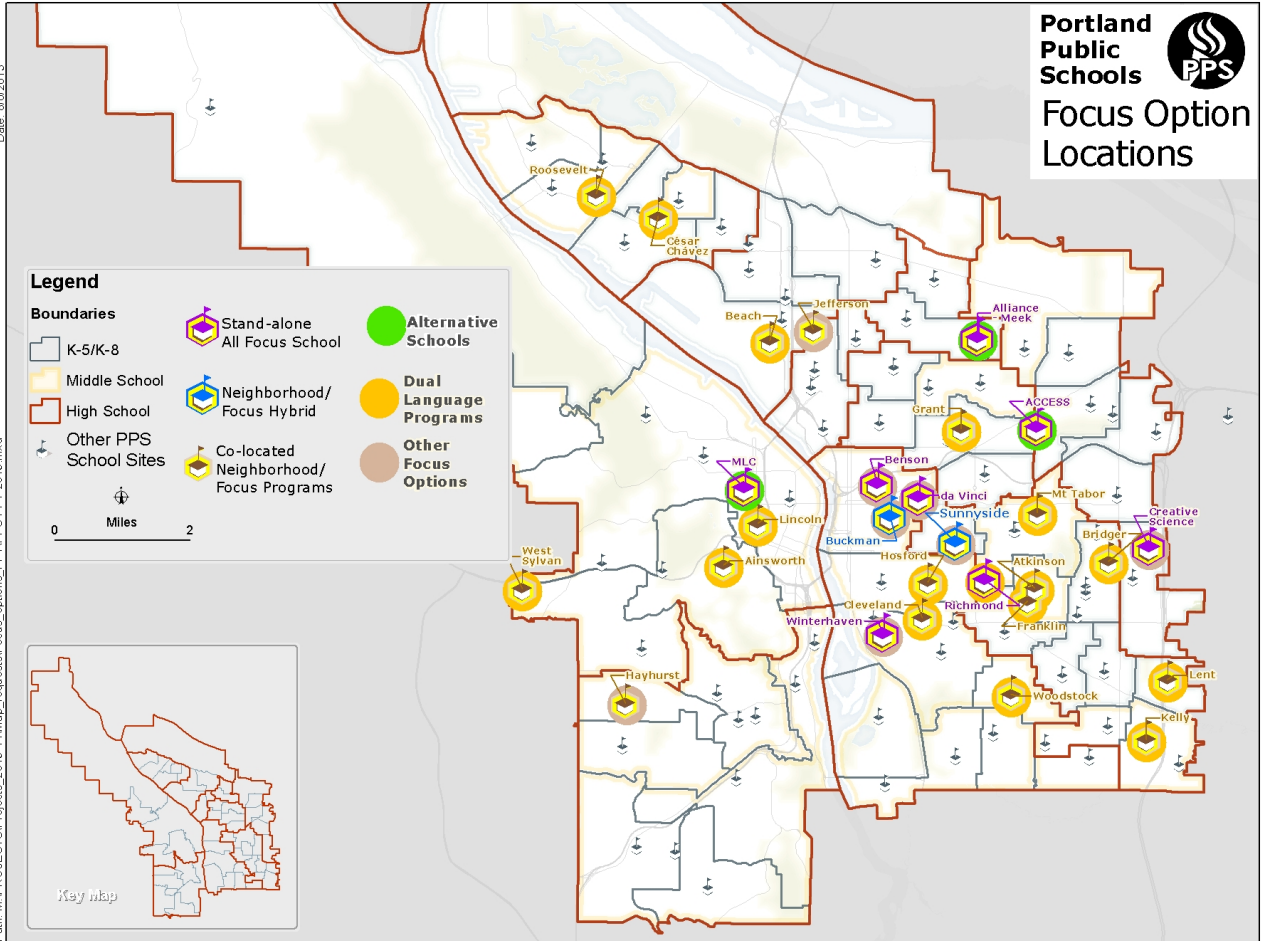 Portland
Public
Schools
PPS
Focus Option
Locations
Roosevelt
César
Chávez
Legend
Boundaries
K-5/K-8
Middle School
High School
Other PPS
School Sites
Miles
0 2
Stand-alone
All Focus School
Neighborhood/
Focus Hybrid
Co-located
Neighborhood/
Focus Programs
Alternative
Schools
Dual
Language
Programs
Other
Focus
Options
Beach
Jefferson
Alliance
Meek
Grant
ACCESS
MLC
Benson
da Vinci
Mt Tabor
Lincoln
Sunnyside
Creative
Science
Buckman
Bridger
West
Sylvan
Ainsworth
Hosford
Atkinson
Cleveland
Richmond
Winterhaven
Franklin
Hayhurst
Lent
Woodstock
Kelly
Key Map